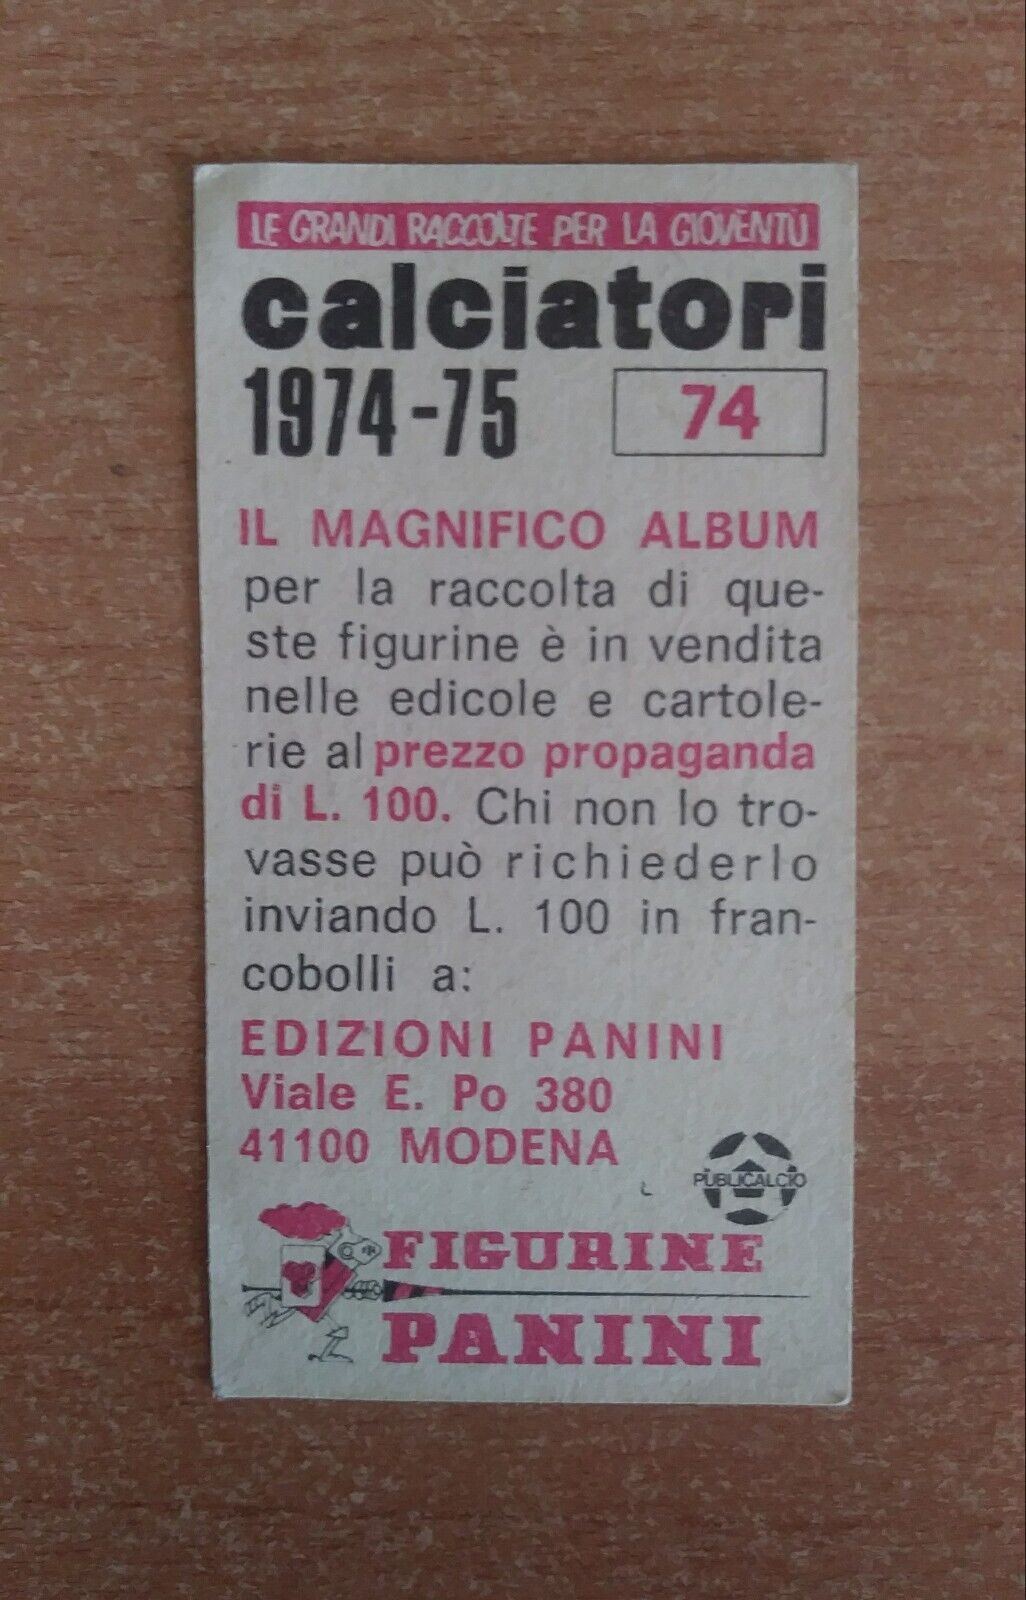 LE GRANDI RACCOLTE PER LA GIOVENTÙ
calciatori
1974-75 74
IL MAGNIFICO ALBUM
per la raccolta di que-
ste figurine è in vendita
nelle edicole e cartole-
rie al prezzo propaganda
di L. 100. Chi non lo tro-
vasse può richiederlo
inviando L. 100 in fran-
cobolli a:
EDIZIONI PANINI
Viale E. Po 380
41100 MODENA
PUBLICALCIO
FIGURINE
PANINI